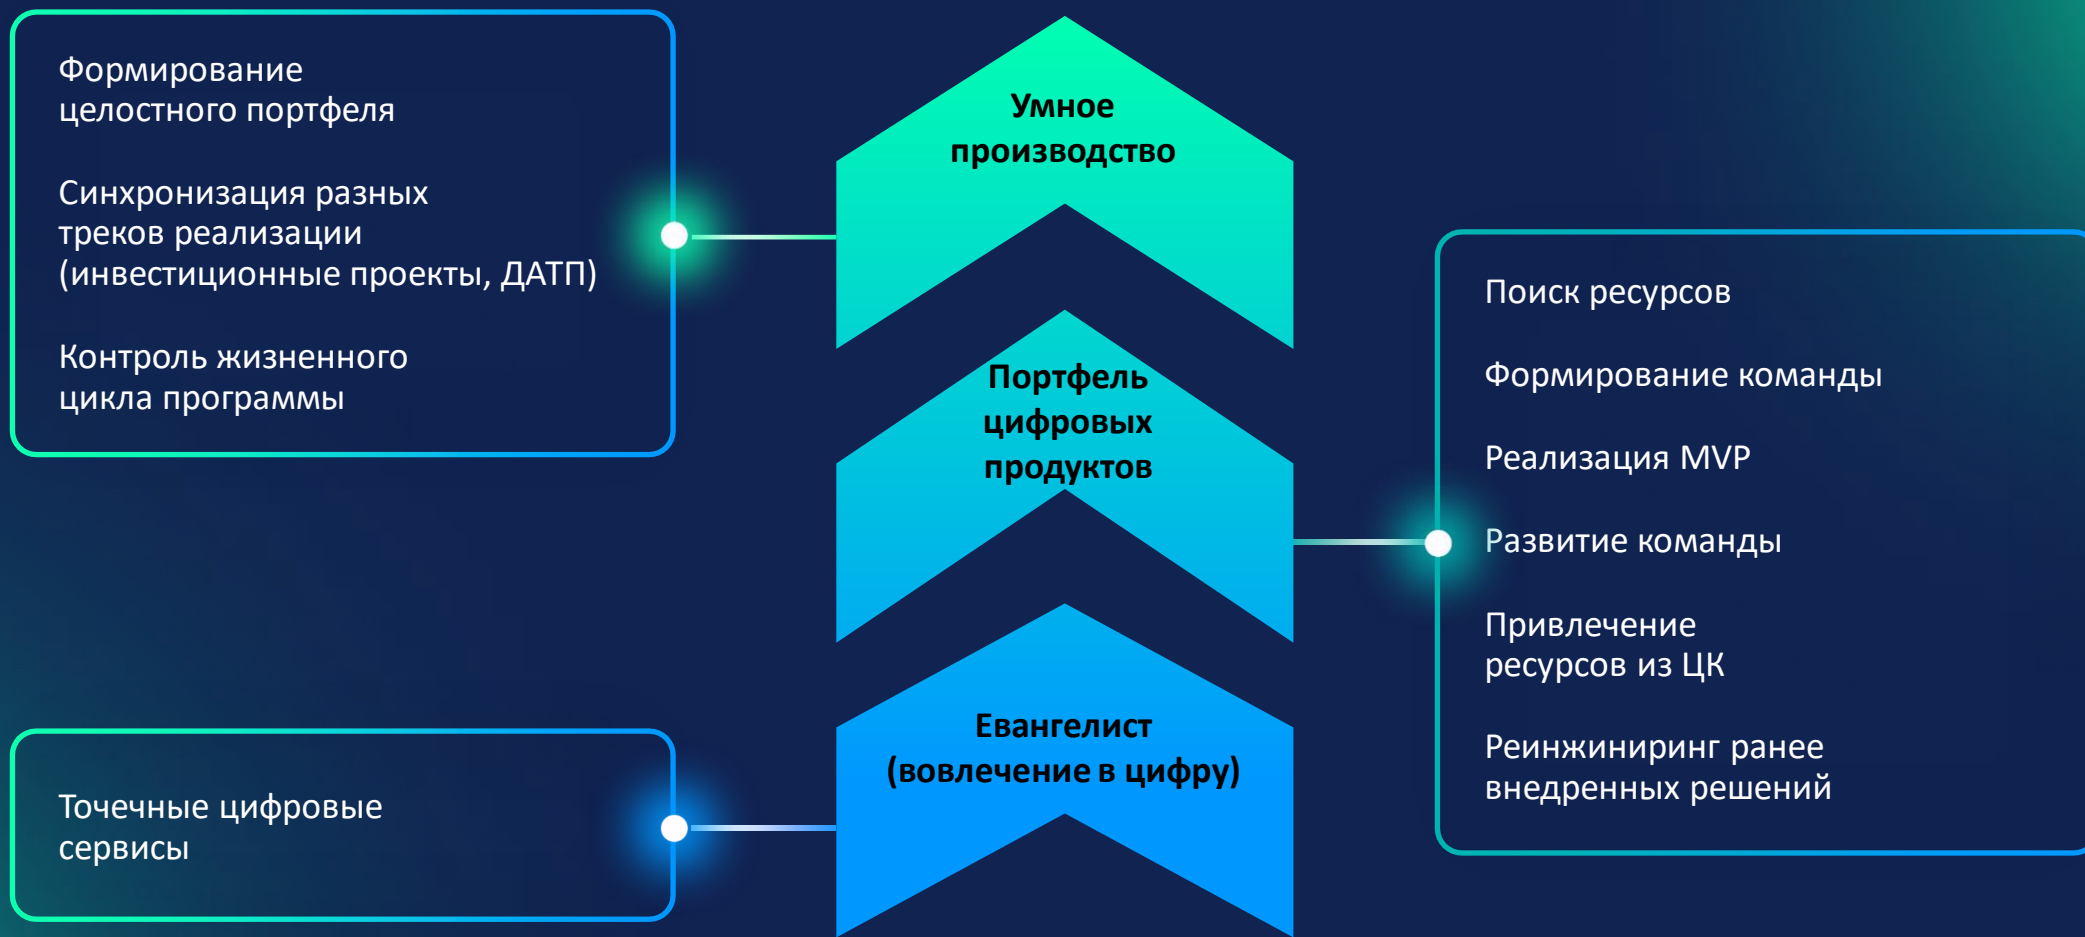 Формирование
целостного портфеля
Синхронизация разных
треков реализации
(инвестиционные проекты, ДАТП)
Контроль жизненного
цикла программы
Точечные цифровые
сервисы
Умное
производство
Портфель
цифровых
продуктов
Евангелист
(вовлечение в цифру)
Поиск ресурсов
Формирование команды
Реализация MVP
Развитие команды
Привлечение
ресурсов из ЦК
Реинжиниринг ранее
внедренных решений